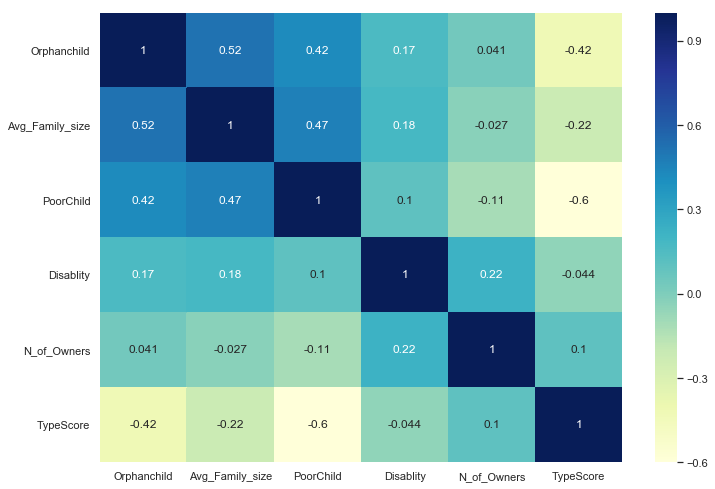 Orphanchild 1 0.52 0.42 0.17 0.041 -0.42 0.9
Avg_Family_size 0.52 1 0.47 0.18 -0.027 -0.22 0.6
PoorChild 0.42 0.47 1 0.1 -0.11 -0.6 0.3
Disablity 0.17 0.18 0.1 1 0.22 -0.044 0.0
N_of_Owners 0.041 -0.027 -0.11 0.22 1 0.1 −0.3
TypeScore -0.42 -0.22 -0.6 -0.044 0.1 1 −0.6
Orphanchild Avg_Family_size PoorChild Disablity N_of_Owners TypeScore